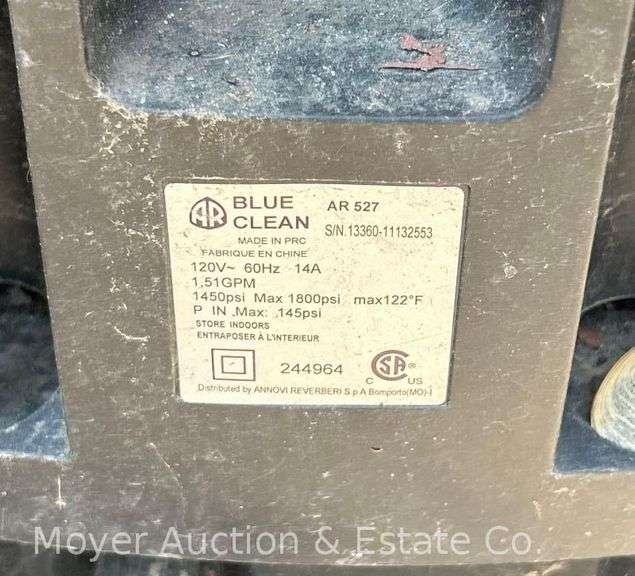 AR BLUE CLEAN AR 527
S/N.13360-11132553
MADE IN PRC
FABRIQUE EN CHINE
120V~ 60Hz 14A
1,51GPM
1450psi Max 1800psi max122°F
P IN .Max: .145psi
STORE INDOORS
ENTRAPOSER À L'INTERIEUR
244964
CSA ®
C US
Distributed by ANNOVI REVERBERI S.p.A Bomporto(MO)-I
Moyer Auction & Estate Co.